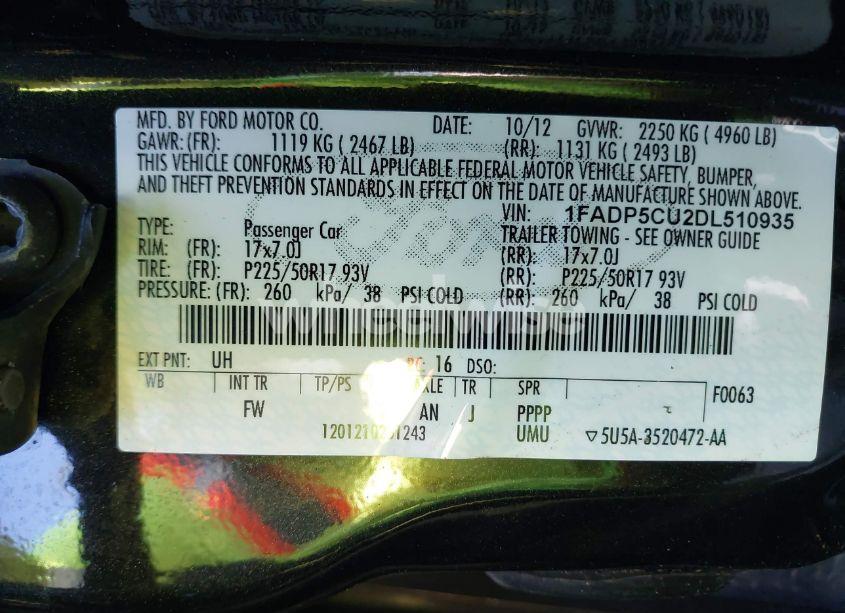 MFD. BY FORD MOTOR CO. DATE: 10/12 GVWR: 2250 KG ( 4960 LB)
GAWR: (FR): 1119 KG ( 2467 LB) (RR): 1131 KG ( 2493 LB)
THIS VEHICLE CONFORMS TO ALL APPLICABLE FEDERAL MOTOR VEHICLE SAFETY, BUMPER,
AND THEFT PREVENTION STANDARDS IN EFFECT ON THE DATE OF MANUFACTURE SHOWN ABOVE.
VIN: 1FADP5CU2DL510935
TYPE: Passenger Car TRAILER TOWING - SEE OWNER GUIDE
RIM: (FR): 17x7.0J (RR): 17x7.0J
TIRE: (FR): P225/50R17 93V (RR): P225/50R17 93V
PRESSURE: (FR): 260 kPa/ 38 PSI COLD (RR): 260 kPa/ 38 PSI COLD
wheelwise
EXT PNT: UH RC: 16 DSO:
WB INT TR TP/PS AXLE TR SPR F0063
FW AN J PPPP
UMU ▽5U5A-3520472-AA